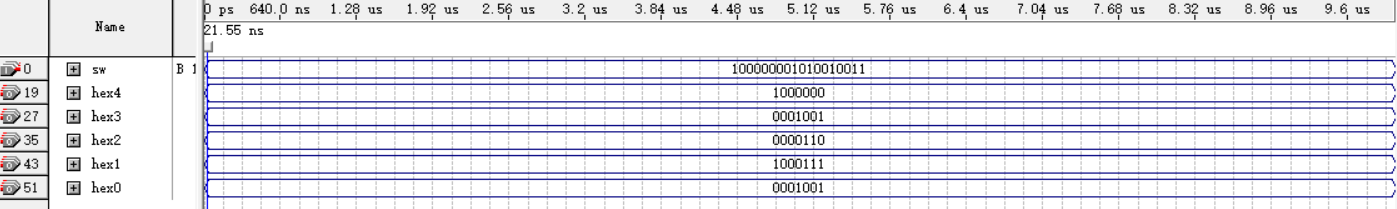 0 ps 640.0 ns 1.28 us 1.92 us 2.56 us 3.2 us 3.84 us 4.48 us 5.12 us 5.76 us 6.4 us 7.04 us 7.68 us 8.32 us 8.96 us 9.6 us
Name
21.55 ns
0 sw B 1 100000001010010011
19 hex4 1000000
27 hex3 0001001
35 hex2 0000110
43 hex1 1000111
51 hex0 0001001